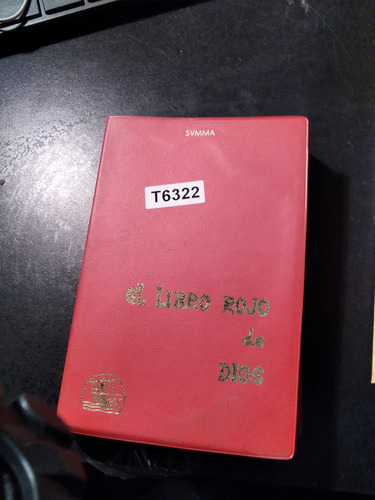 SVMMA
T6322
el LIBRO ROJO
de
DIOS